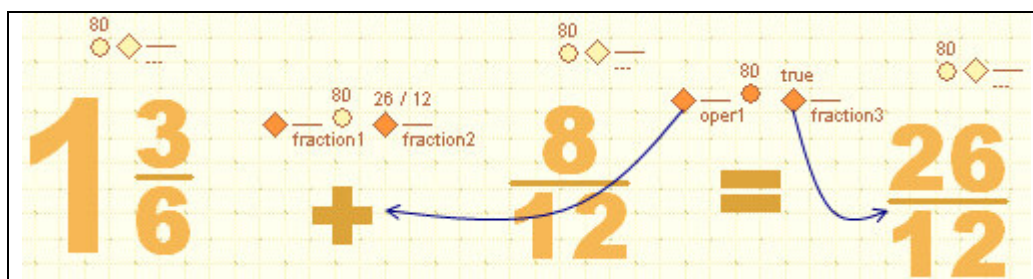 80
---
80
---
80 true
80
---
80 26 / 12
oper1 fraction3
fraction1 fraction2
1 3/6 + 8/12 = 26/12